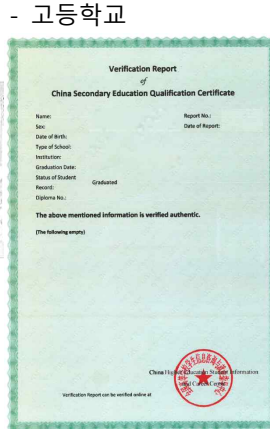 - 고등학교
Verification Report
of
China Secondary Education Qualification Certificate
Name:
Report No.:
Sex:
Date of Report:
Date of Birth:
Type of School:
Institution:
Graduation Date:
Status of Student
Record:
Graduated
Diploma No.:
The above mentioned information is verified authentic.
(The following empty)
China Higher Education Student Information
and Career Center
Verification Report can be verified online at